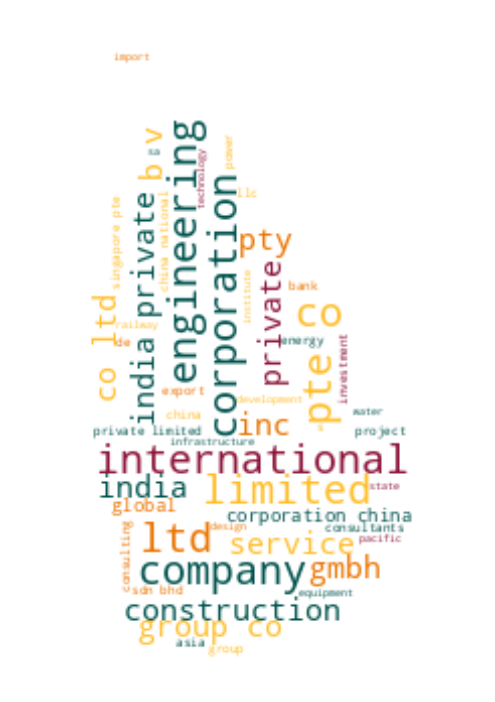 import
b v
sa
engineering
technology
power
india private
china national
singapore pte
corporation
llc
pty
private
institute
bank
co ltd
co
railway
de
energy
pte
investment
export
development
china
inc
s
water
private limited
project
infrastructure
international
india
limited
state
global
corporation china
consulting
ltd
design
consultants
service
pacific
company
gmbh
sdn bhd
equipment
construction
group co
asia
group